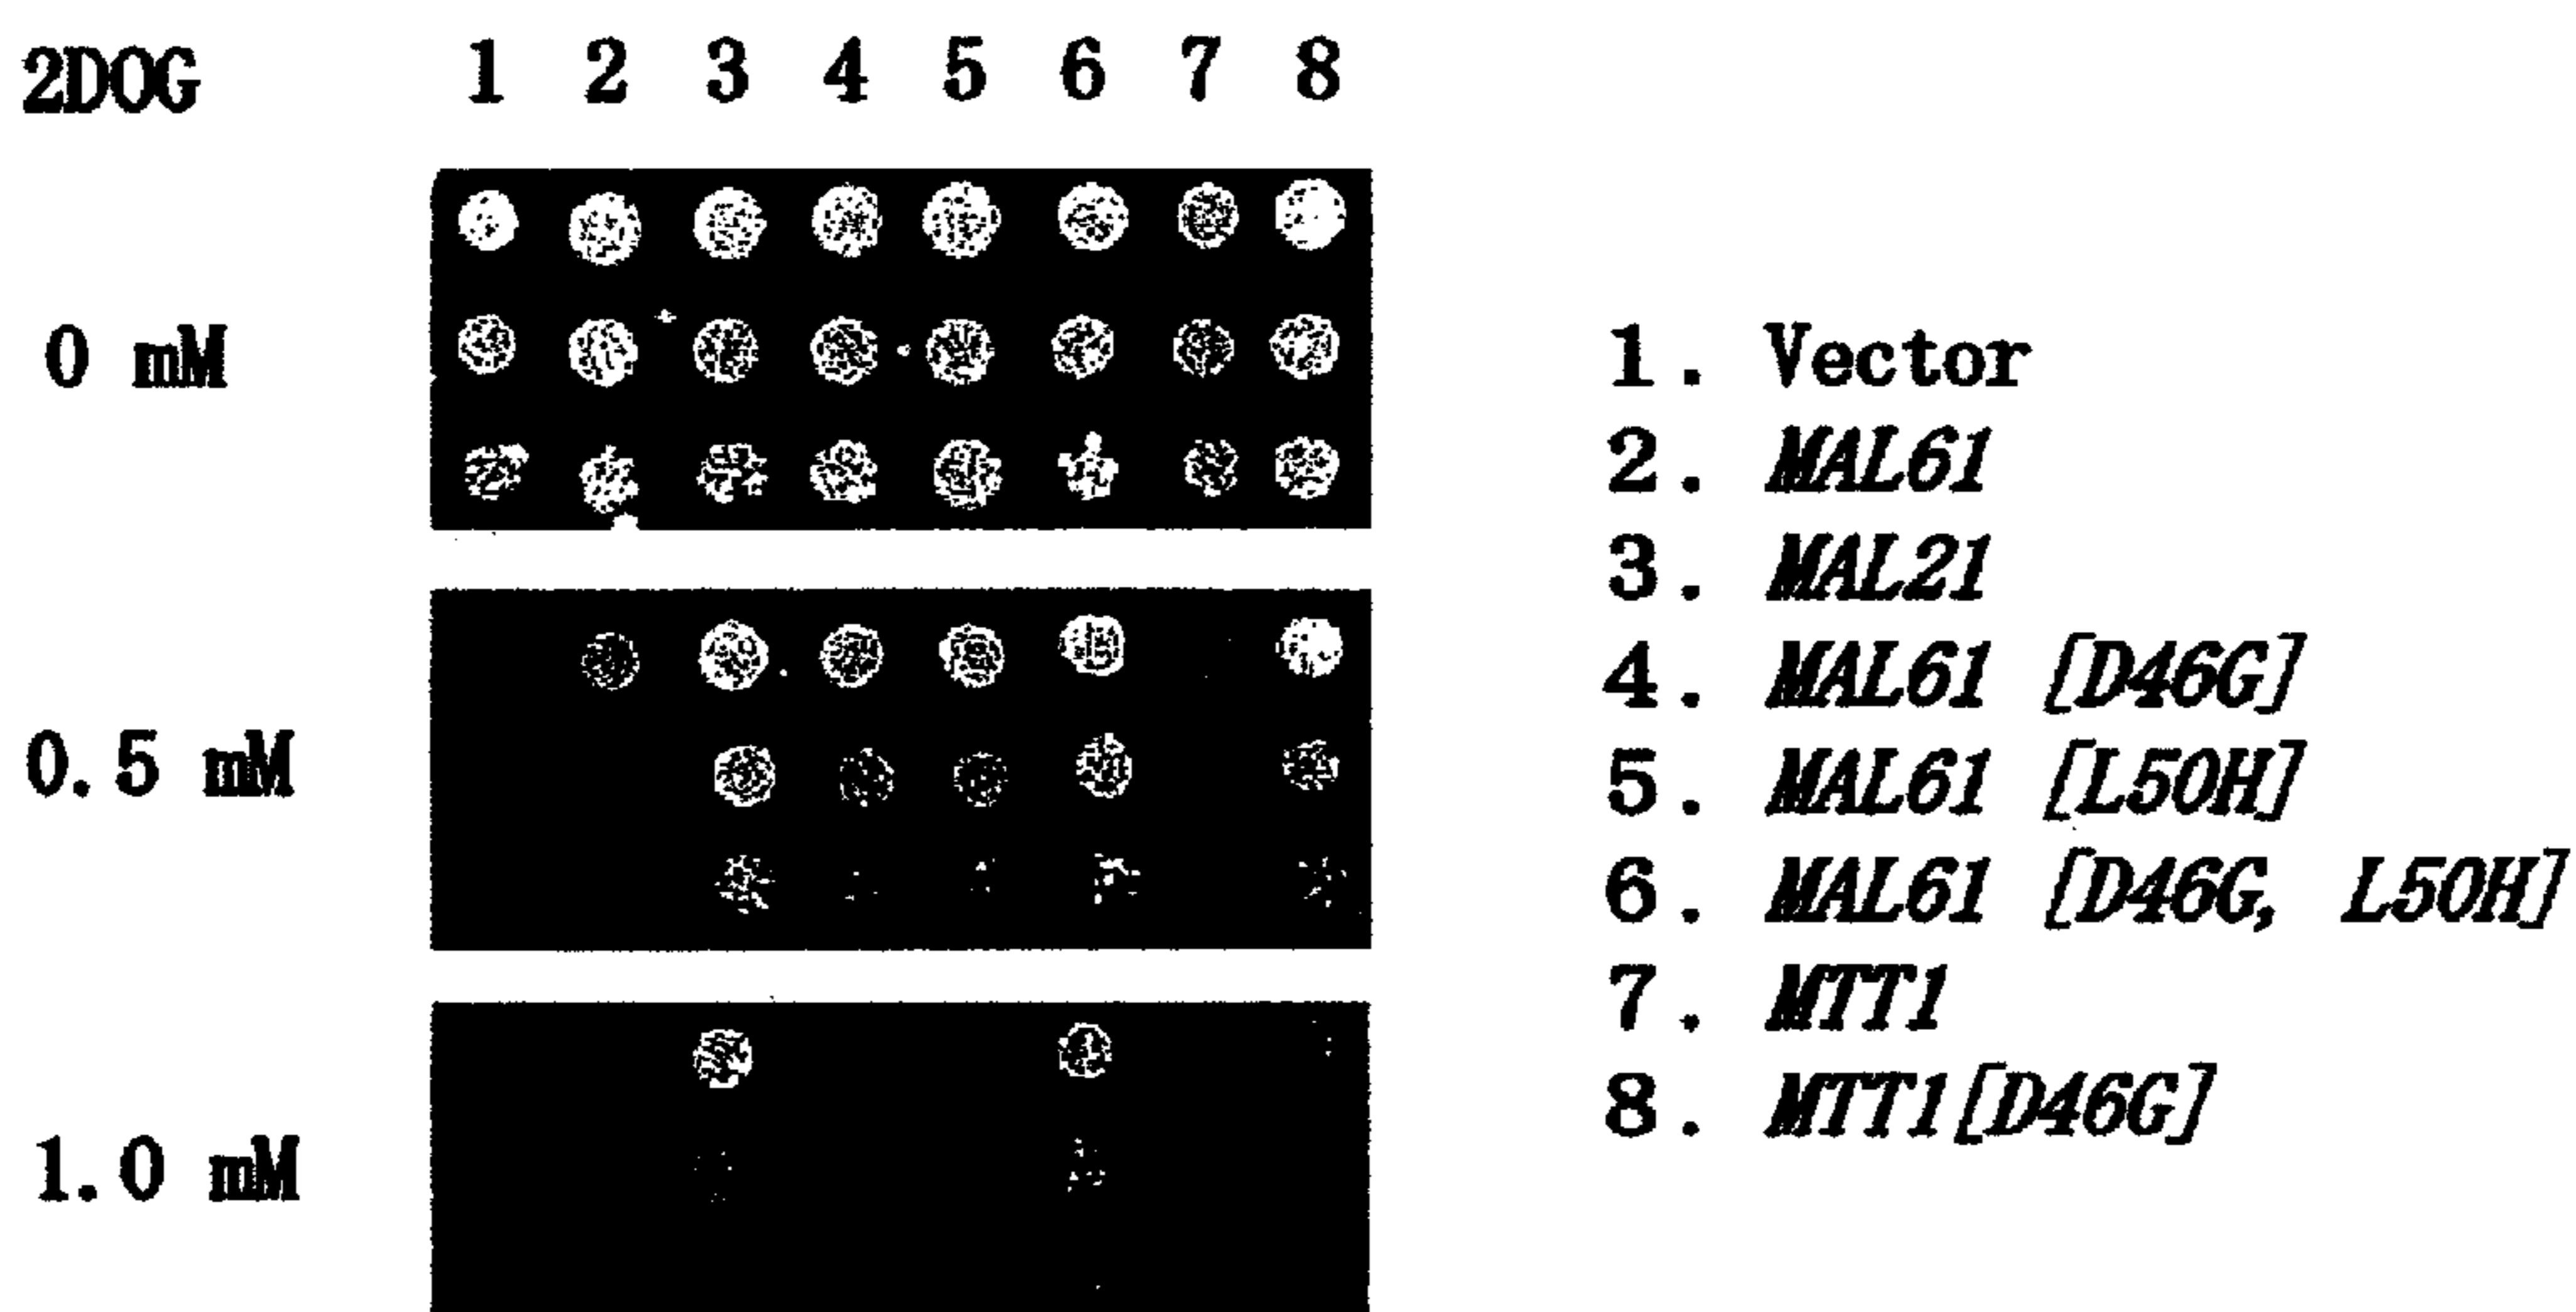 2DOG 1 2 3 4 5 6 7 8
0 mM
0.5 mM
1.0 mM
1. Vector
2. MAL61
3. MAL21
4. MAL61 [D46G]
5. MAL61 [L50H]
6. MAL61 [D46G, L50H]
7. MTT1
8. MTT1[D46G]